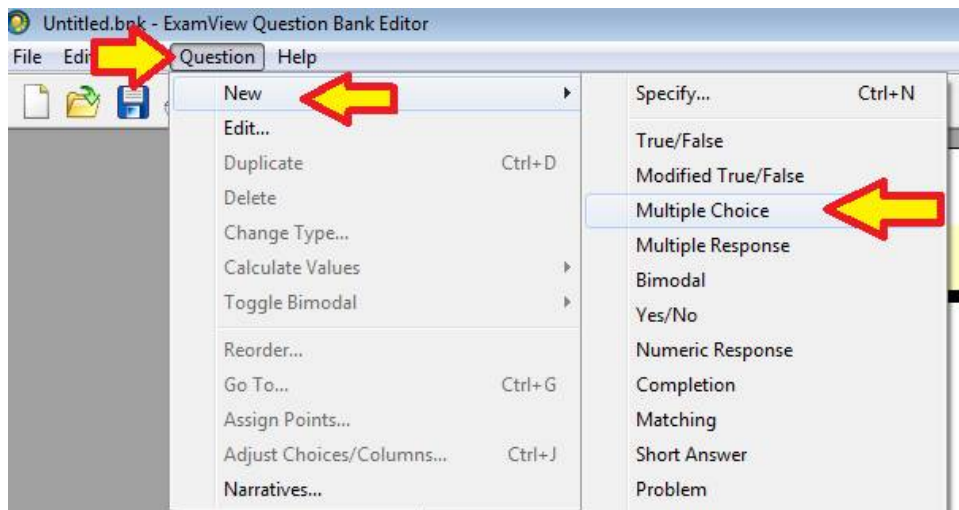 Untitled.bnk - ExamView Question Bank Editor
File Question Help
New
Edit...
Duplicate Ctrl+D
Delete
Change Type...
Calculate Values
Toggle Bimodal
Reorder...
Go To... Ctrl+G
Assign Points...
Adjust Choices/Columns... Ctrl+J
Narratives...
Specify... Ctrl+N
True/False
Modified True/False
Multiple Choice
Multiple Response
Bimodal
Yes/No
Numeric Response
Completion
Matching
Short Answer
Problem